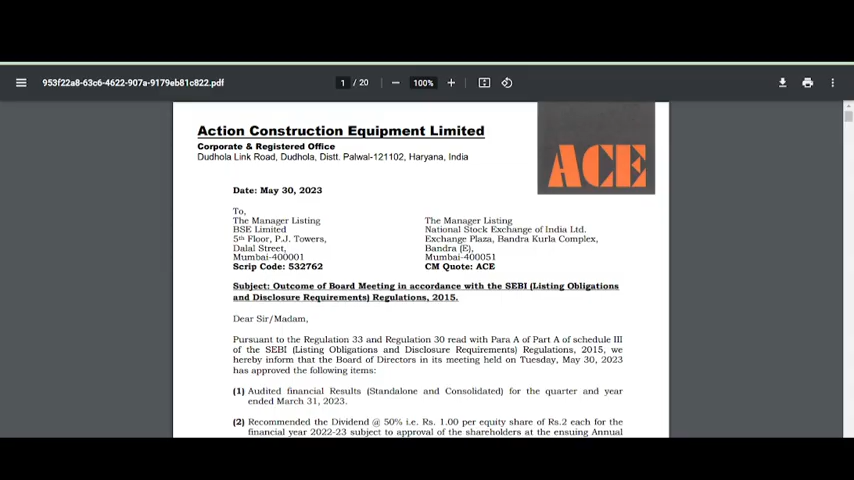 953f22a8-63c6-4622-907a-9179eb81c822.pdf
1 / 20
100%
Action Construction Equipment Limited
Corporate & Registered Office
Dudhola Link Road, Dudhola, Distt. Palwal-121102, Haryana, India
ACE
Date: May 30, 2023
To,
The Manager Listing
BSE Limited
5th Floor, P.J. Towers,
Dalal Street,
Mumbai-400001
Scrip Code: 532762
The Manager Listing
National Stock Exchange of India Ltd.
Exchange Plaza, Bandra Kurla Complex,
Bandra (E),
Mumbai-400051
CM Quote: ACE
Subject: Outcome of Board Meeting in accordance with the SEBI (Listing Obligations
and Disclosure Requirements) Regulations, 2015.
Dear Sir/Madam,
Pursuant to the Regulation 33 and Regulation 30 read with Para A of Part A of schedule III
of the SEBI (Listing Obligations and Disclosure Requirements) Regulations, 2015, we
hereby inform that the Board of Directors in its meeting held on Tuesday, May 30, 2023
has approved the following items:
(1) Audited financial Results (Standalone and Consolidated) for the quarter and year
ended March 31, 2023.
(2) Recommended the Dividend @ 50% i.e. Rs. 1.00 per equity share of Rs.2 each for the
financial year 2022-23 subject to approval of the shareholders at the ensuing Annual